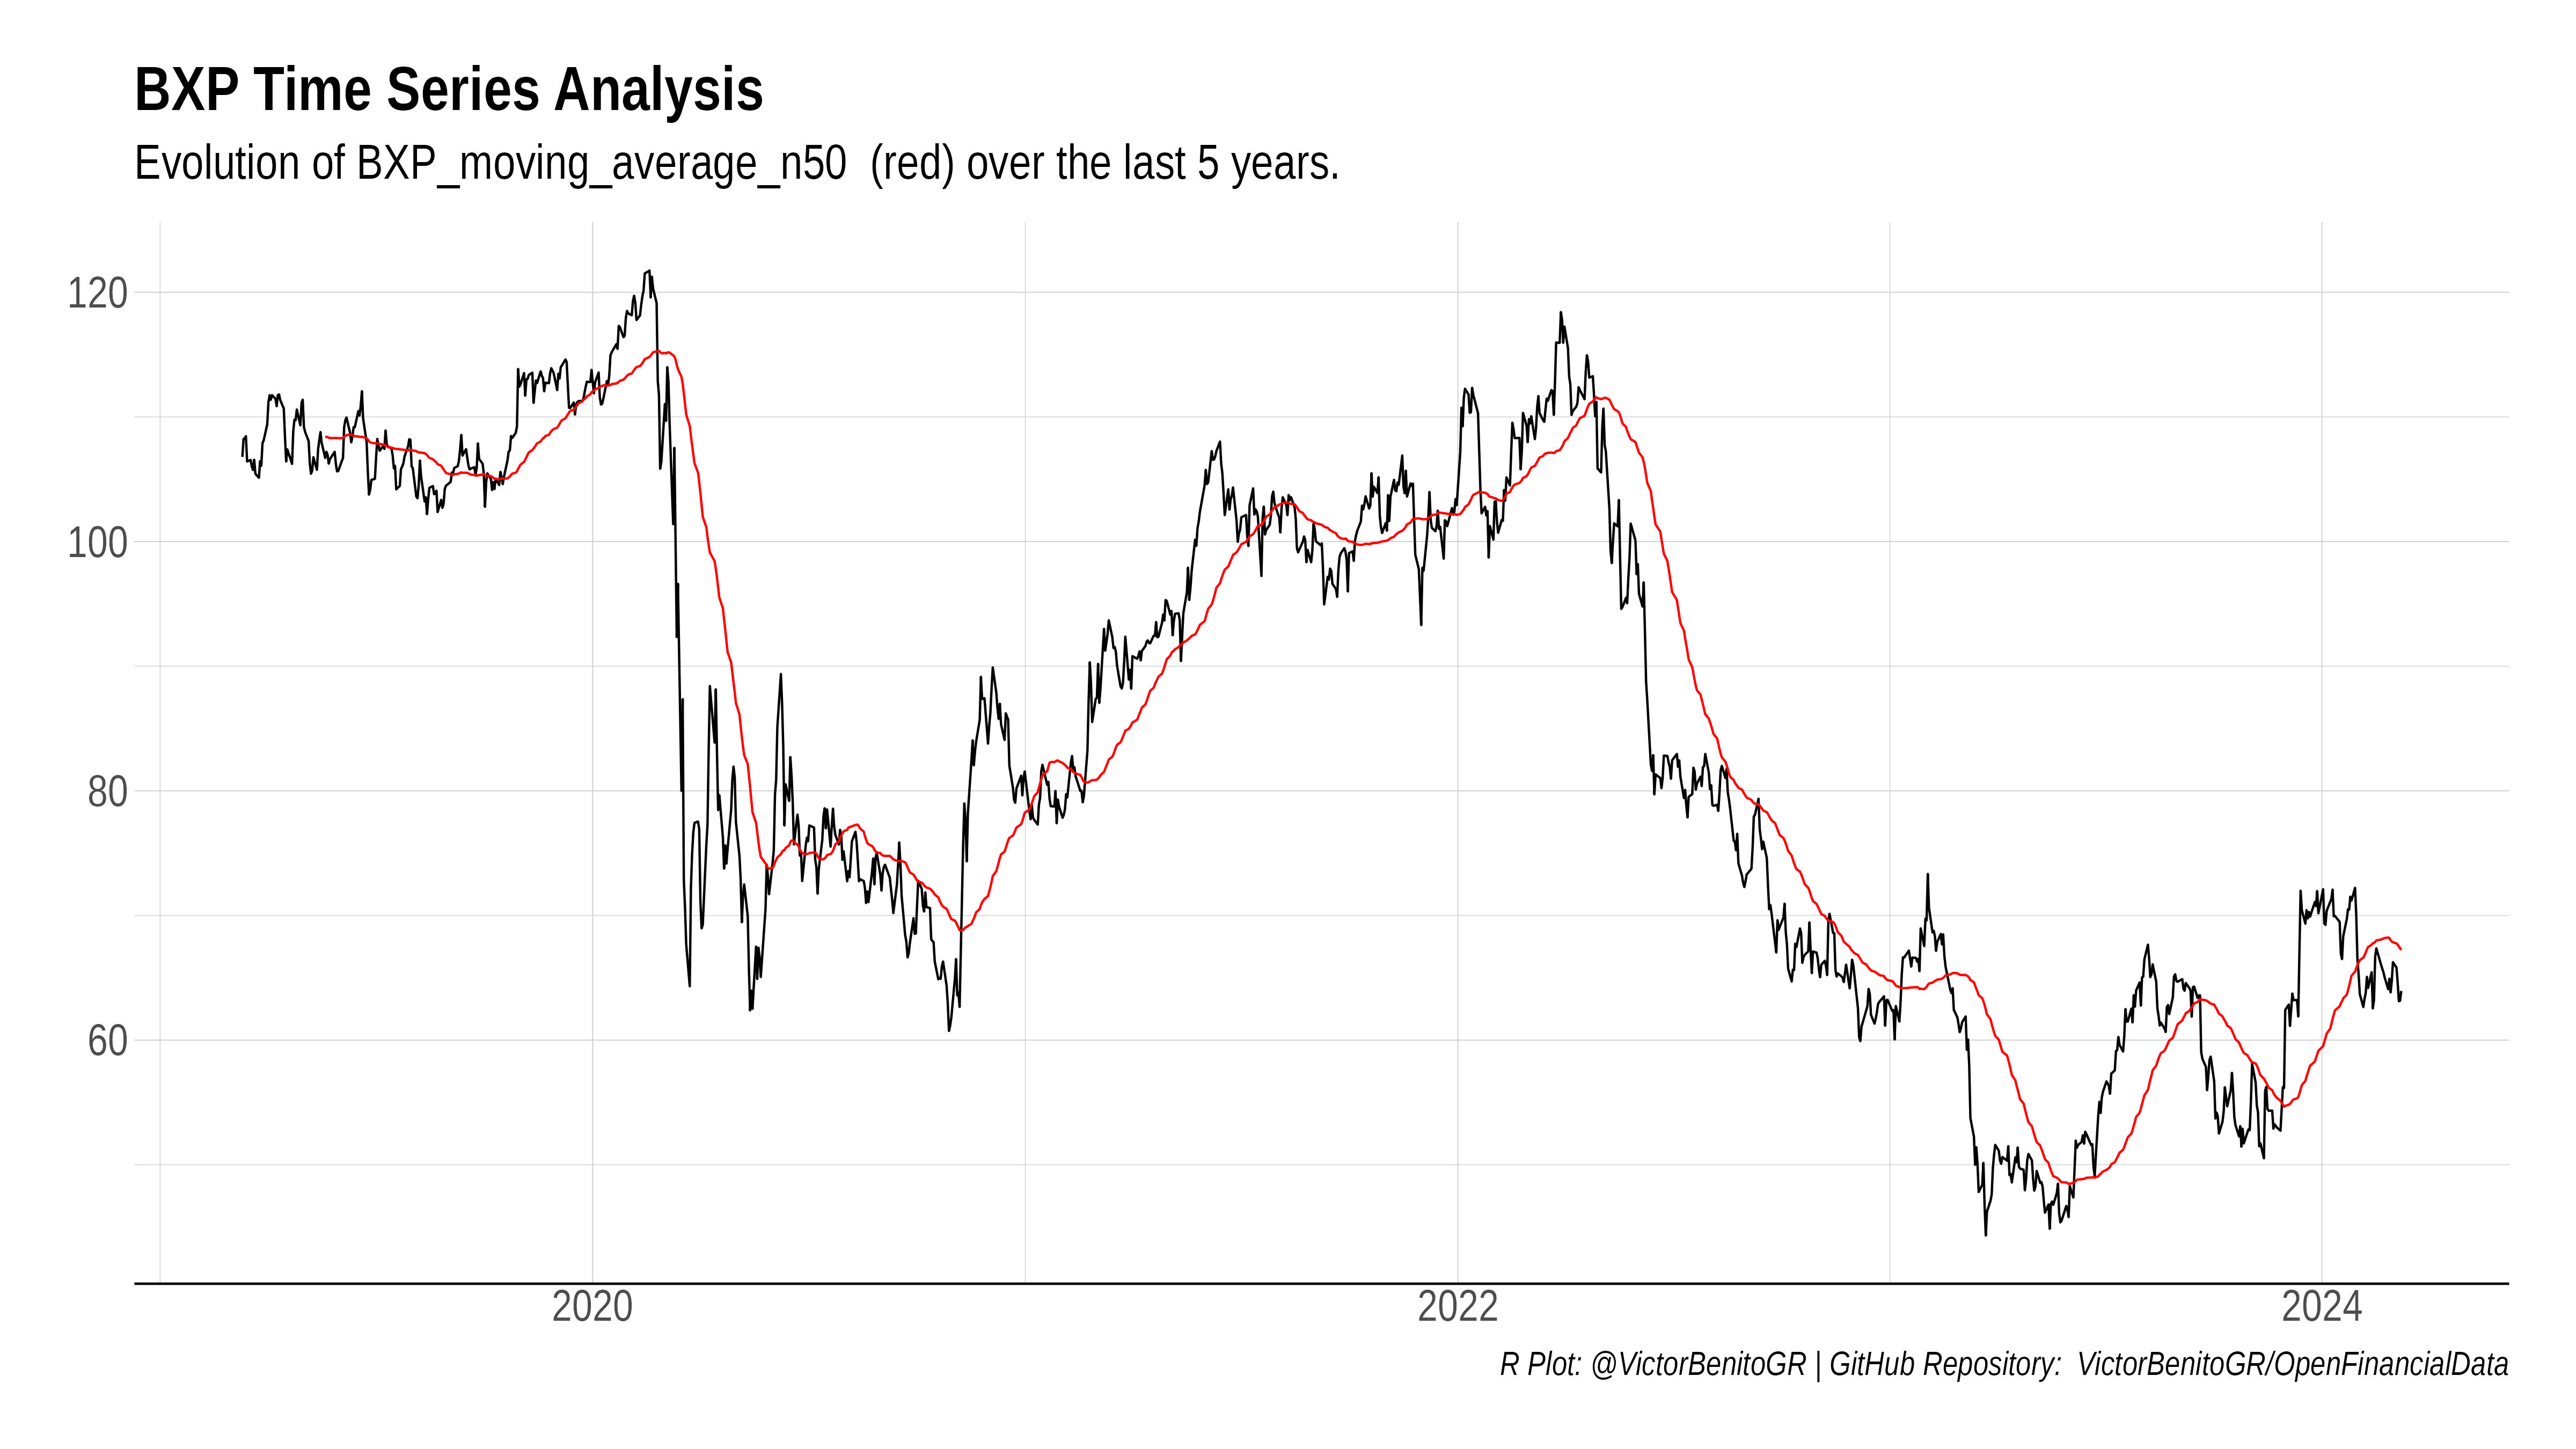 BXP Time Series Analysis
Evolution of BXP_moving_average_n50  (red) over the last 5 years.
120
100
80
60
2020 2022 2024
R Plot: @VictorBenitoGR | GitHub Repository:  VictorBenitoGR/OpenFinancialData